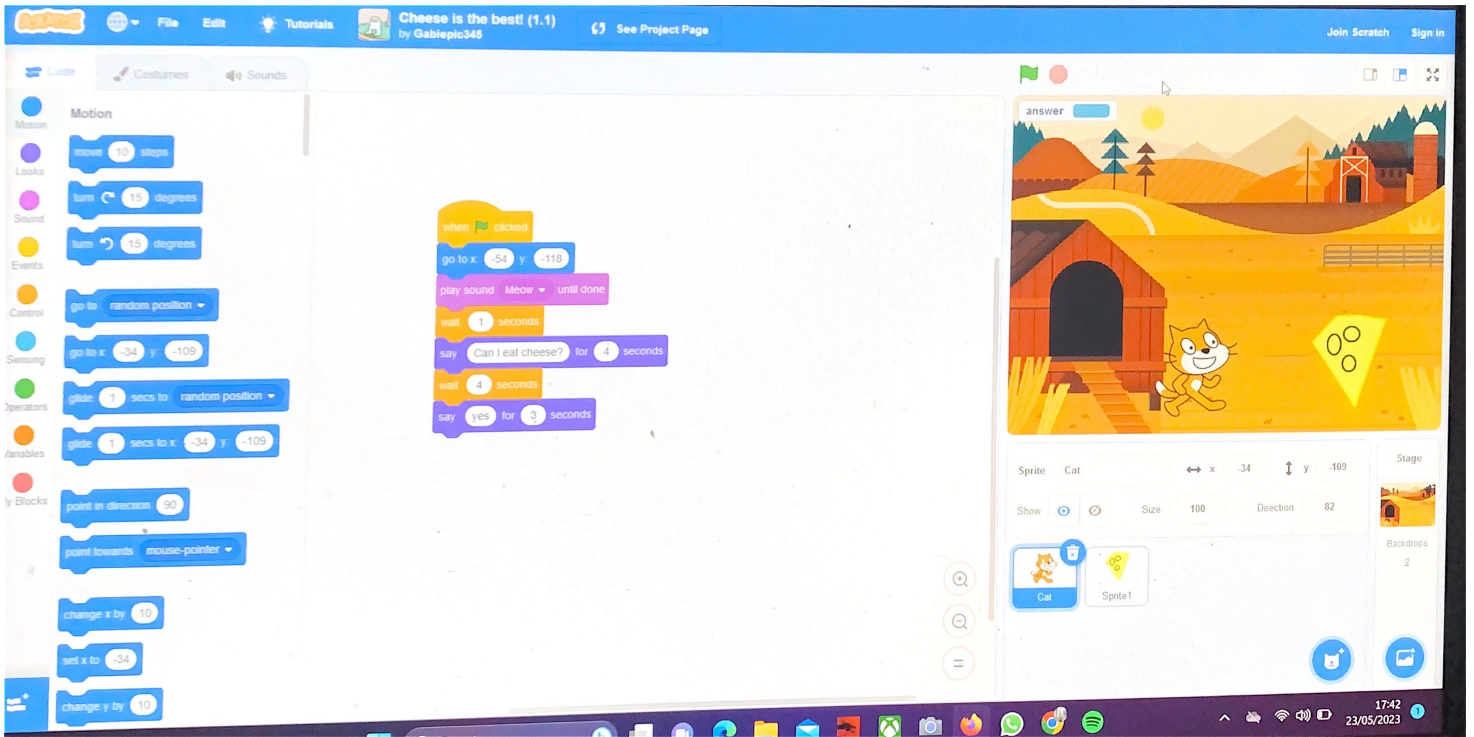 SCRATCH File Edit Tutorials Cheese is the best! (1.1) See Project Page Join Scratch Sign in
by Gabiepic345
Code Costumes Sounds
Motion
Looks
Sound
Events
Control
Sensing
Operators
Variables
My Blocks
Motion
move 10 steps
turn 15 degrees
turn 15 degrees
go to random position
go to x: -34 y: -109
glide 1 secs to random position
glide 1 secs to x: -34 y: -109
point in direction 90
point towards mouse-pointer
change x by 10
set x to -34
change y by 10
when clicked
go to x: -54 y: -118
play sound Meow until done
wait 1 seconds
say Can I eat cheese? for 4 seconds
wait 4 seconds
say yes for 3 seconds
answer
Sprite Cat x -34 y -109
Show Size 100 Direction 82
Cat
Sprite1
Stage
Backdrops
2
17:42
23/05/2023
1